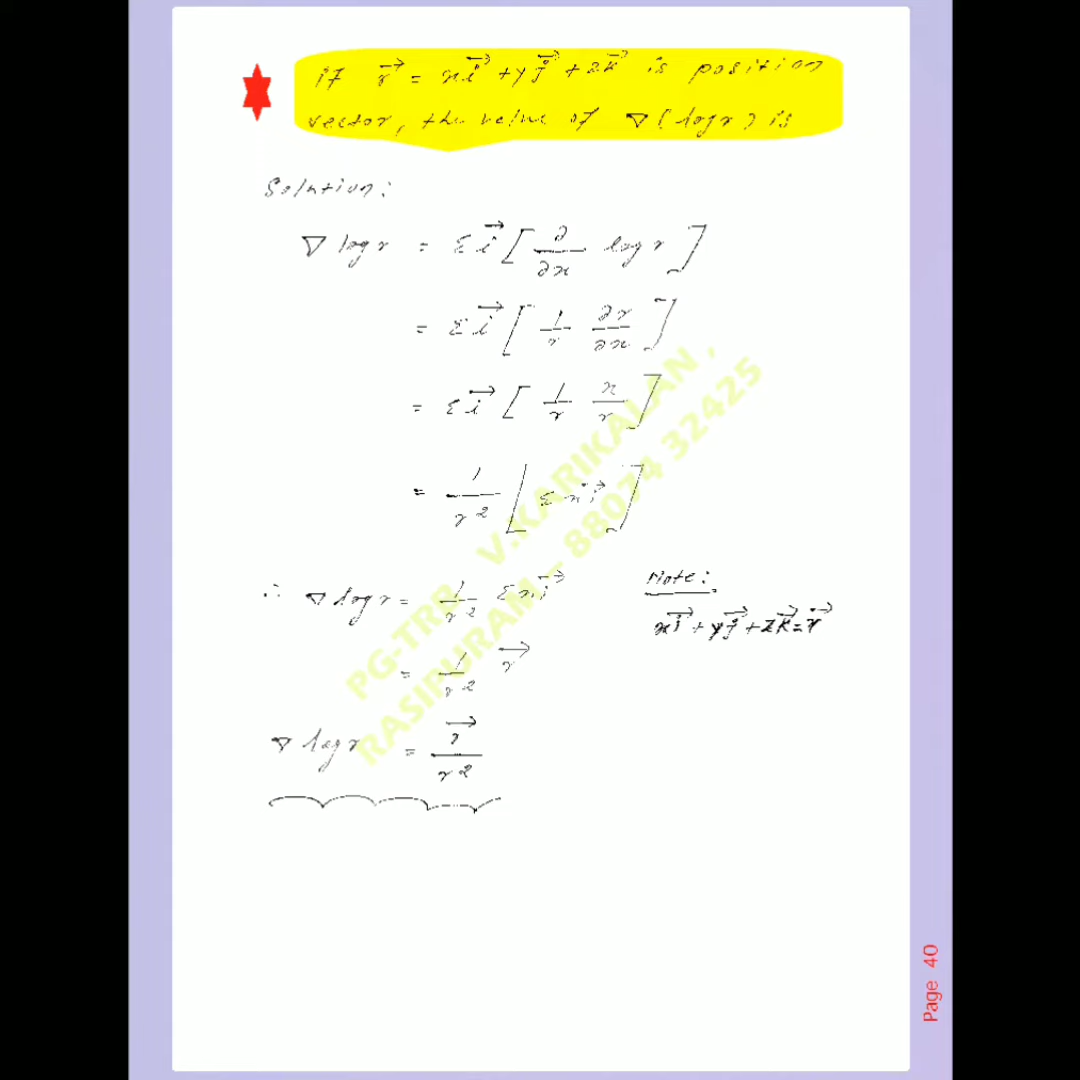 if r⃗ = xi⃗ + yj⃗ + zk⃗ is position
vector, the value of ∇(log r) is
Solution:
∇ log r = Σ i⃗ [ ∂/∂x log r ]
= Σ i⃗ [ 1/r ∂r/∂x ]
= Σ i⃗ [ 1/r x/r ]
= 1/r² [ Σ x i⃗ ]
∴ ∇ log r = 1/r² Σ x i⃗
Note:
xi⃗ + yj⃗ + zk⃗ = r⃗
= 1/r² r⃗
∇ log r = r⃗/r²
PG-TRB, V.KARIKALAN,
RASIPURAM - 88074 32425
Page 40